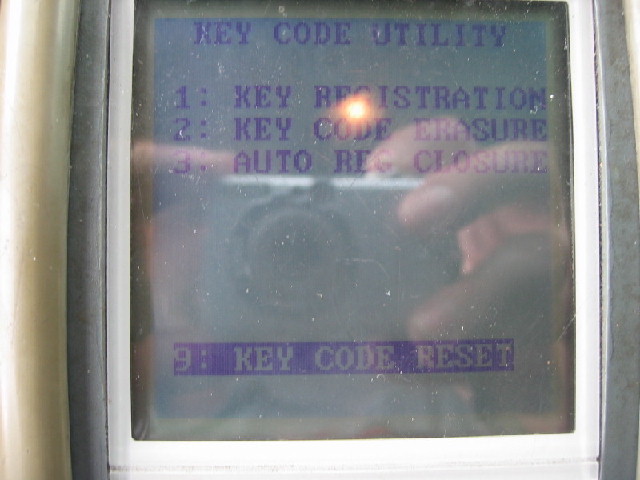 KEY CODE UTILITY
1: KEY REGISTRATION
2: KEY CODE ERASURE
3: AUTO REG CLOSURE
9: KEY CODE RESET